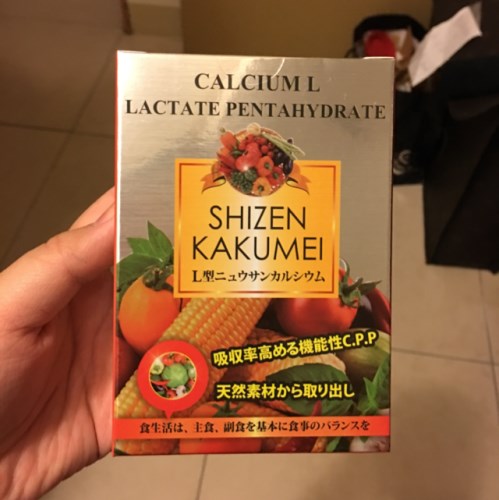 CALCIUM L
LACTATE PENTAHYDRATE
SHIZEN
KAKUMEI
L型ニュウサンカルシウム
吸収率高める機能性C.P.P
天然素材から取り出し
食生活は、主食、副食を基本に食事のバランスを